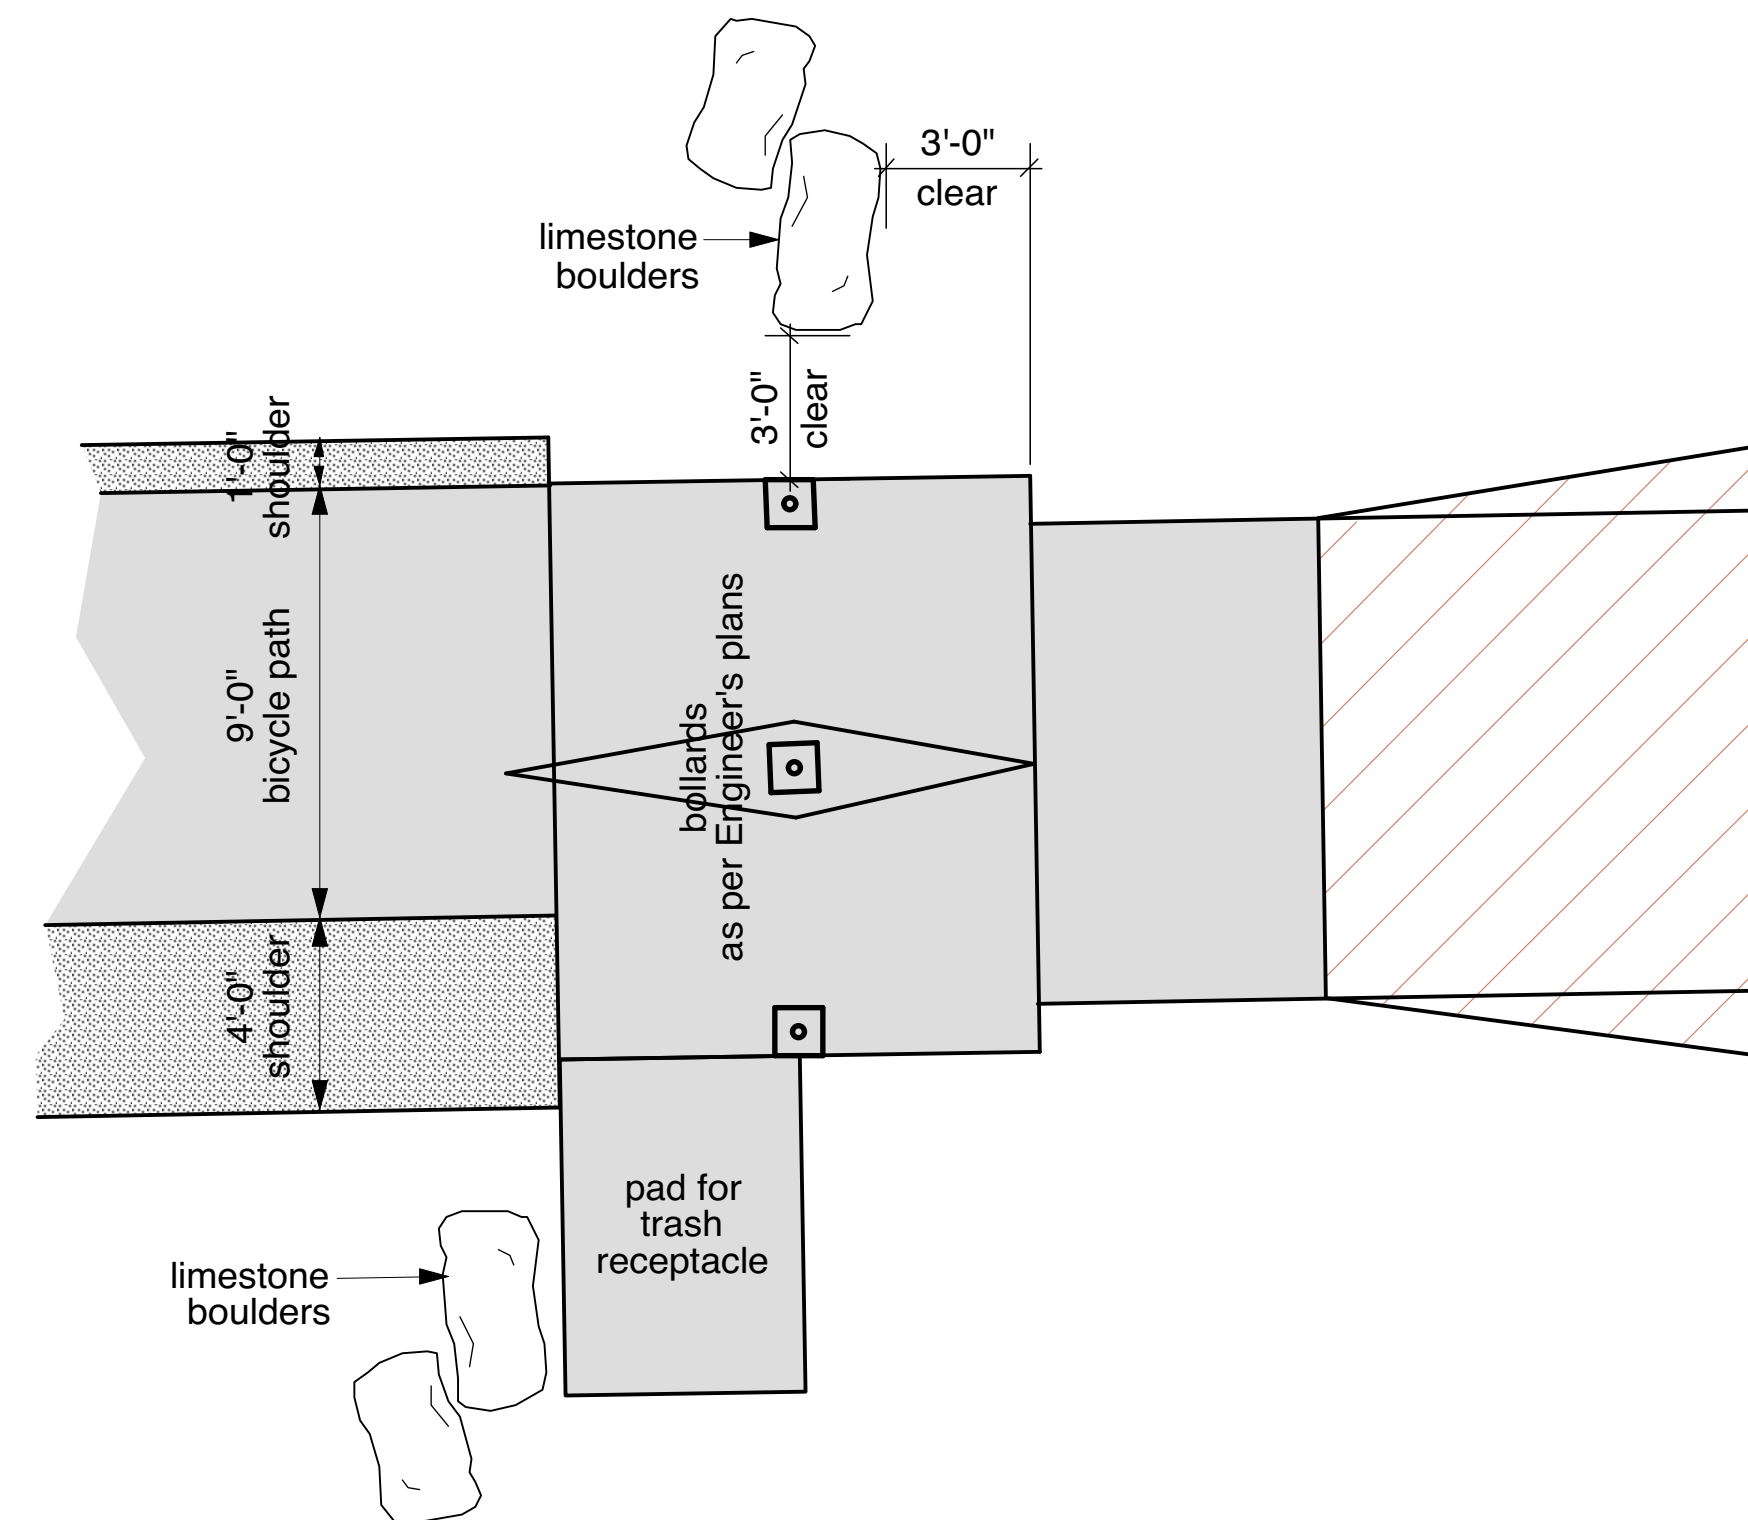 3'-0"
clear
limestone
boulders
3'-0"
clear
1'-0"
shoulder
9'-0"
bicycle path
bollards
as per Engineer's plans
4'-0"
shoulder
pad for
trash
receptacle
limestone
boulders